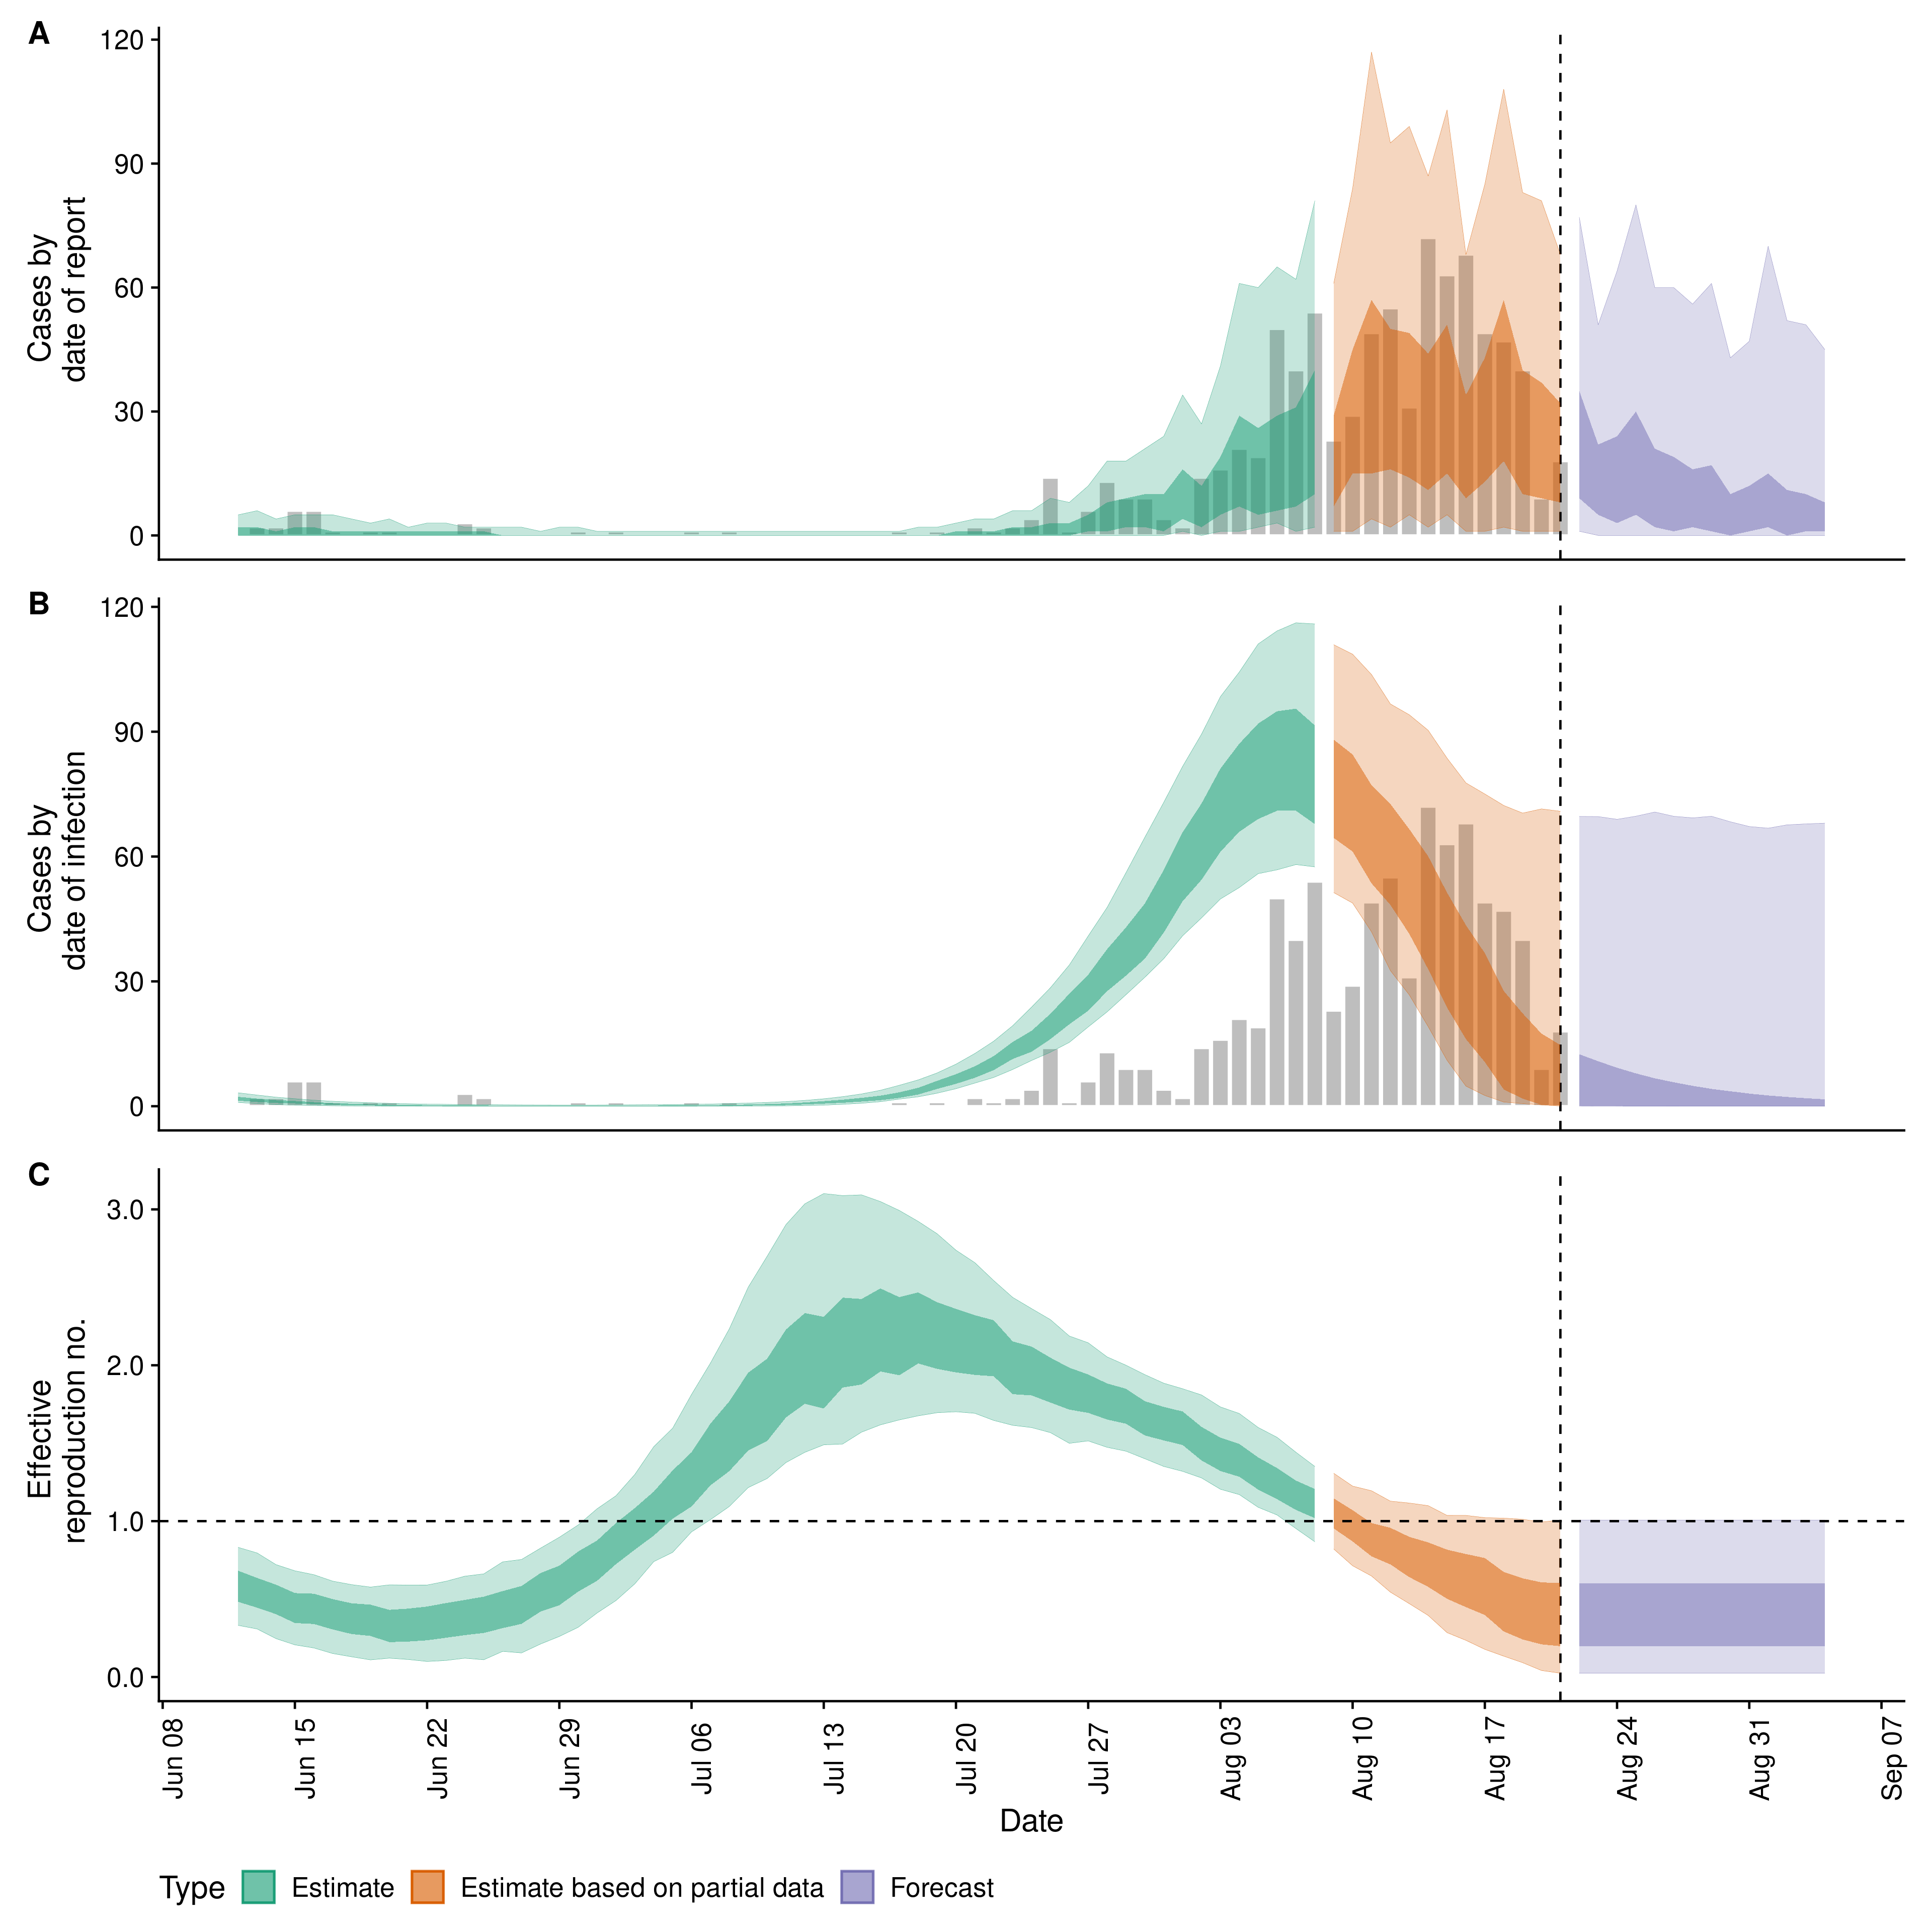 A
120
90
60
30
0
Cases by
date of report
B
120
90
60
30
0
Cases by
date of infection
C
3.0
2.0
1.0
0.0
Effective
reproduction no.
Jun 08
Jun 15
Jun 22
Jun 29
Jul 06
Jul 13
Jul 20
Jul 27
Aug 03
Aug 10
Aug 17
Aug 24
Aug 31
Sep 07
Date
Type Estimate Estimate based on partial data Forecast